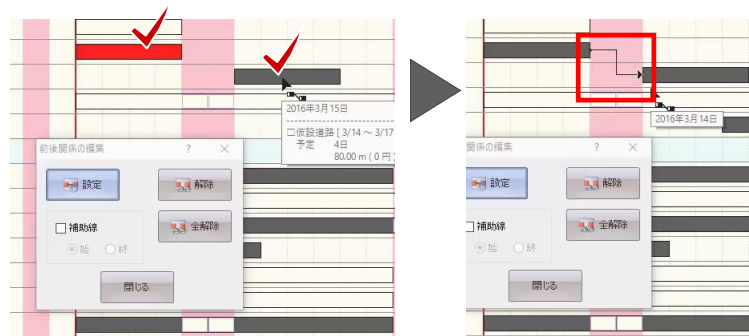 2016年3月15日
□仮設道路 [ 3/14 ～ 3/17
予定 4日
80.00 m ( 0 円 )
前後関係の編集 ? ×
設定 解除
補助線 全解除
始 終
閉じる
2016年3月14日
関係の編集 ? ×
設定 解除
補助線 全解除
始 終
閉じる